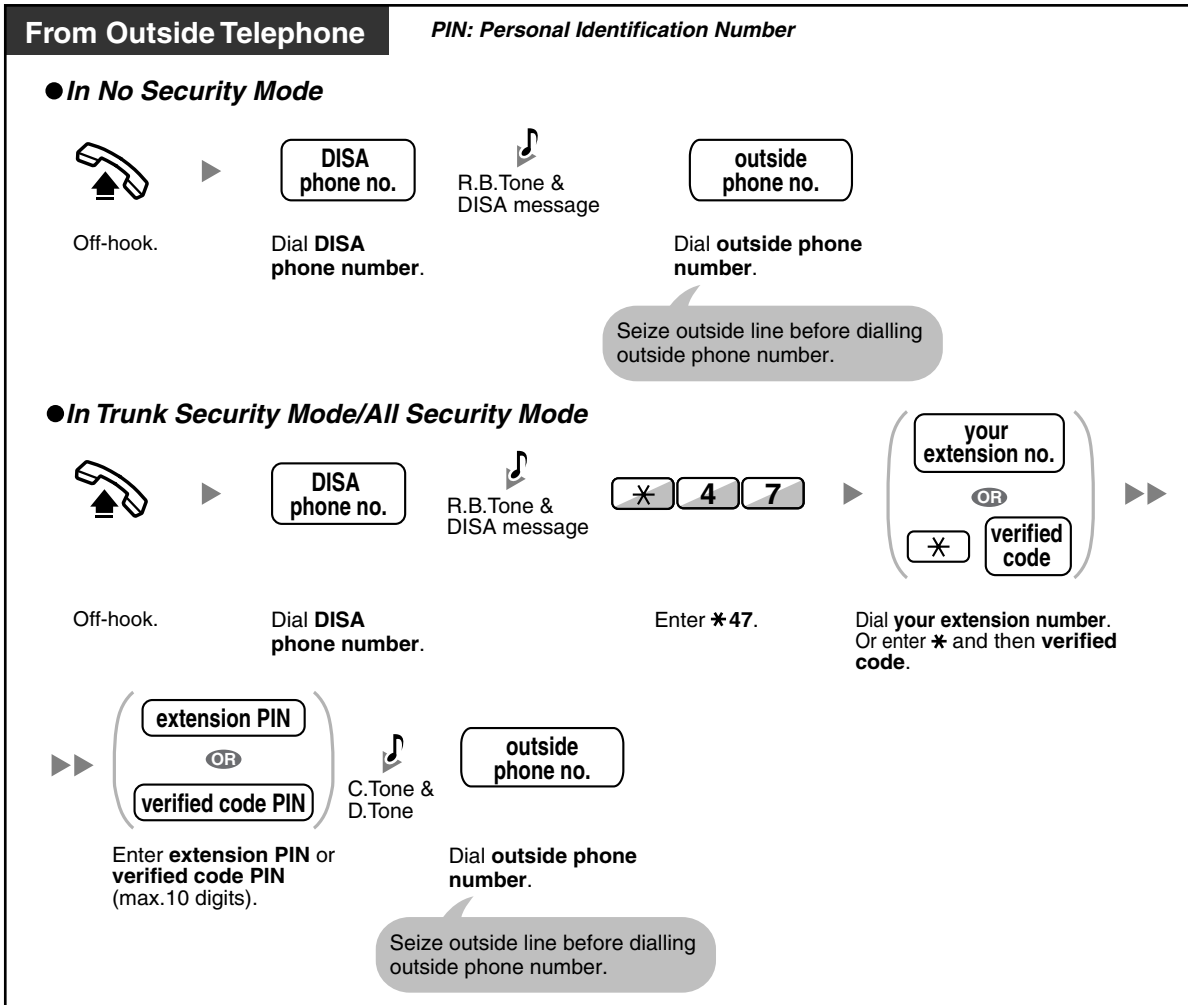 From Outside Telephone
PIN: Personal Identification Number
●In No Security Mode
DISA
phone no.
R.B.Tone &
DISA message
outside
phone no.
Off-hook.
Dial DISA
phone number.
Dial outside phone
number.
Seize outside line before dialling
outside phone number.
●In Trunk Security Mode/All Security Mode
DISA
phone no.
R.B.Tone &
DISA message
* 4 7
your
extension no.
OR
* verified
code
Off-hook.
Dial DISA
phone number.
Enter *47.
Dial your extension number.
Or enter * and then verified
code.
extension PIN
OR
verified code PIN
C.Tone &
D.Tone
outside
phone no.
Enter extension PIN or
verified code PIN
(max.10 digits).
Dial outside phone
number.
Seize outside line before dialling
outside phone number.